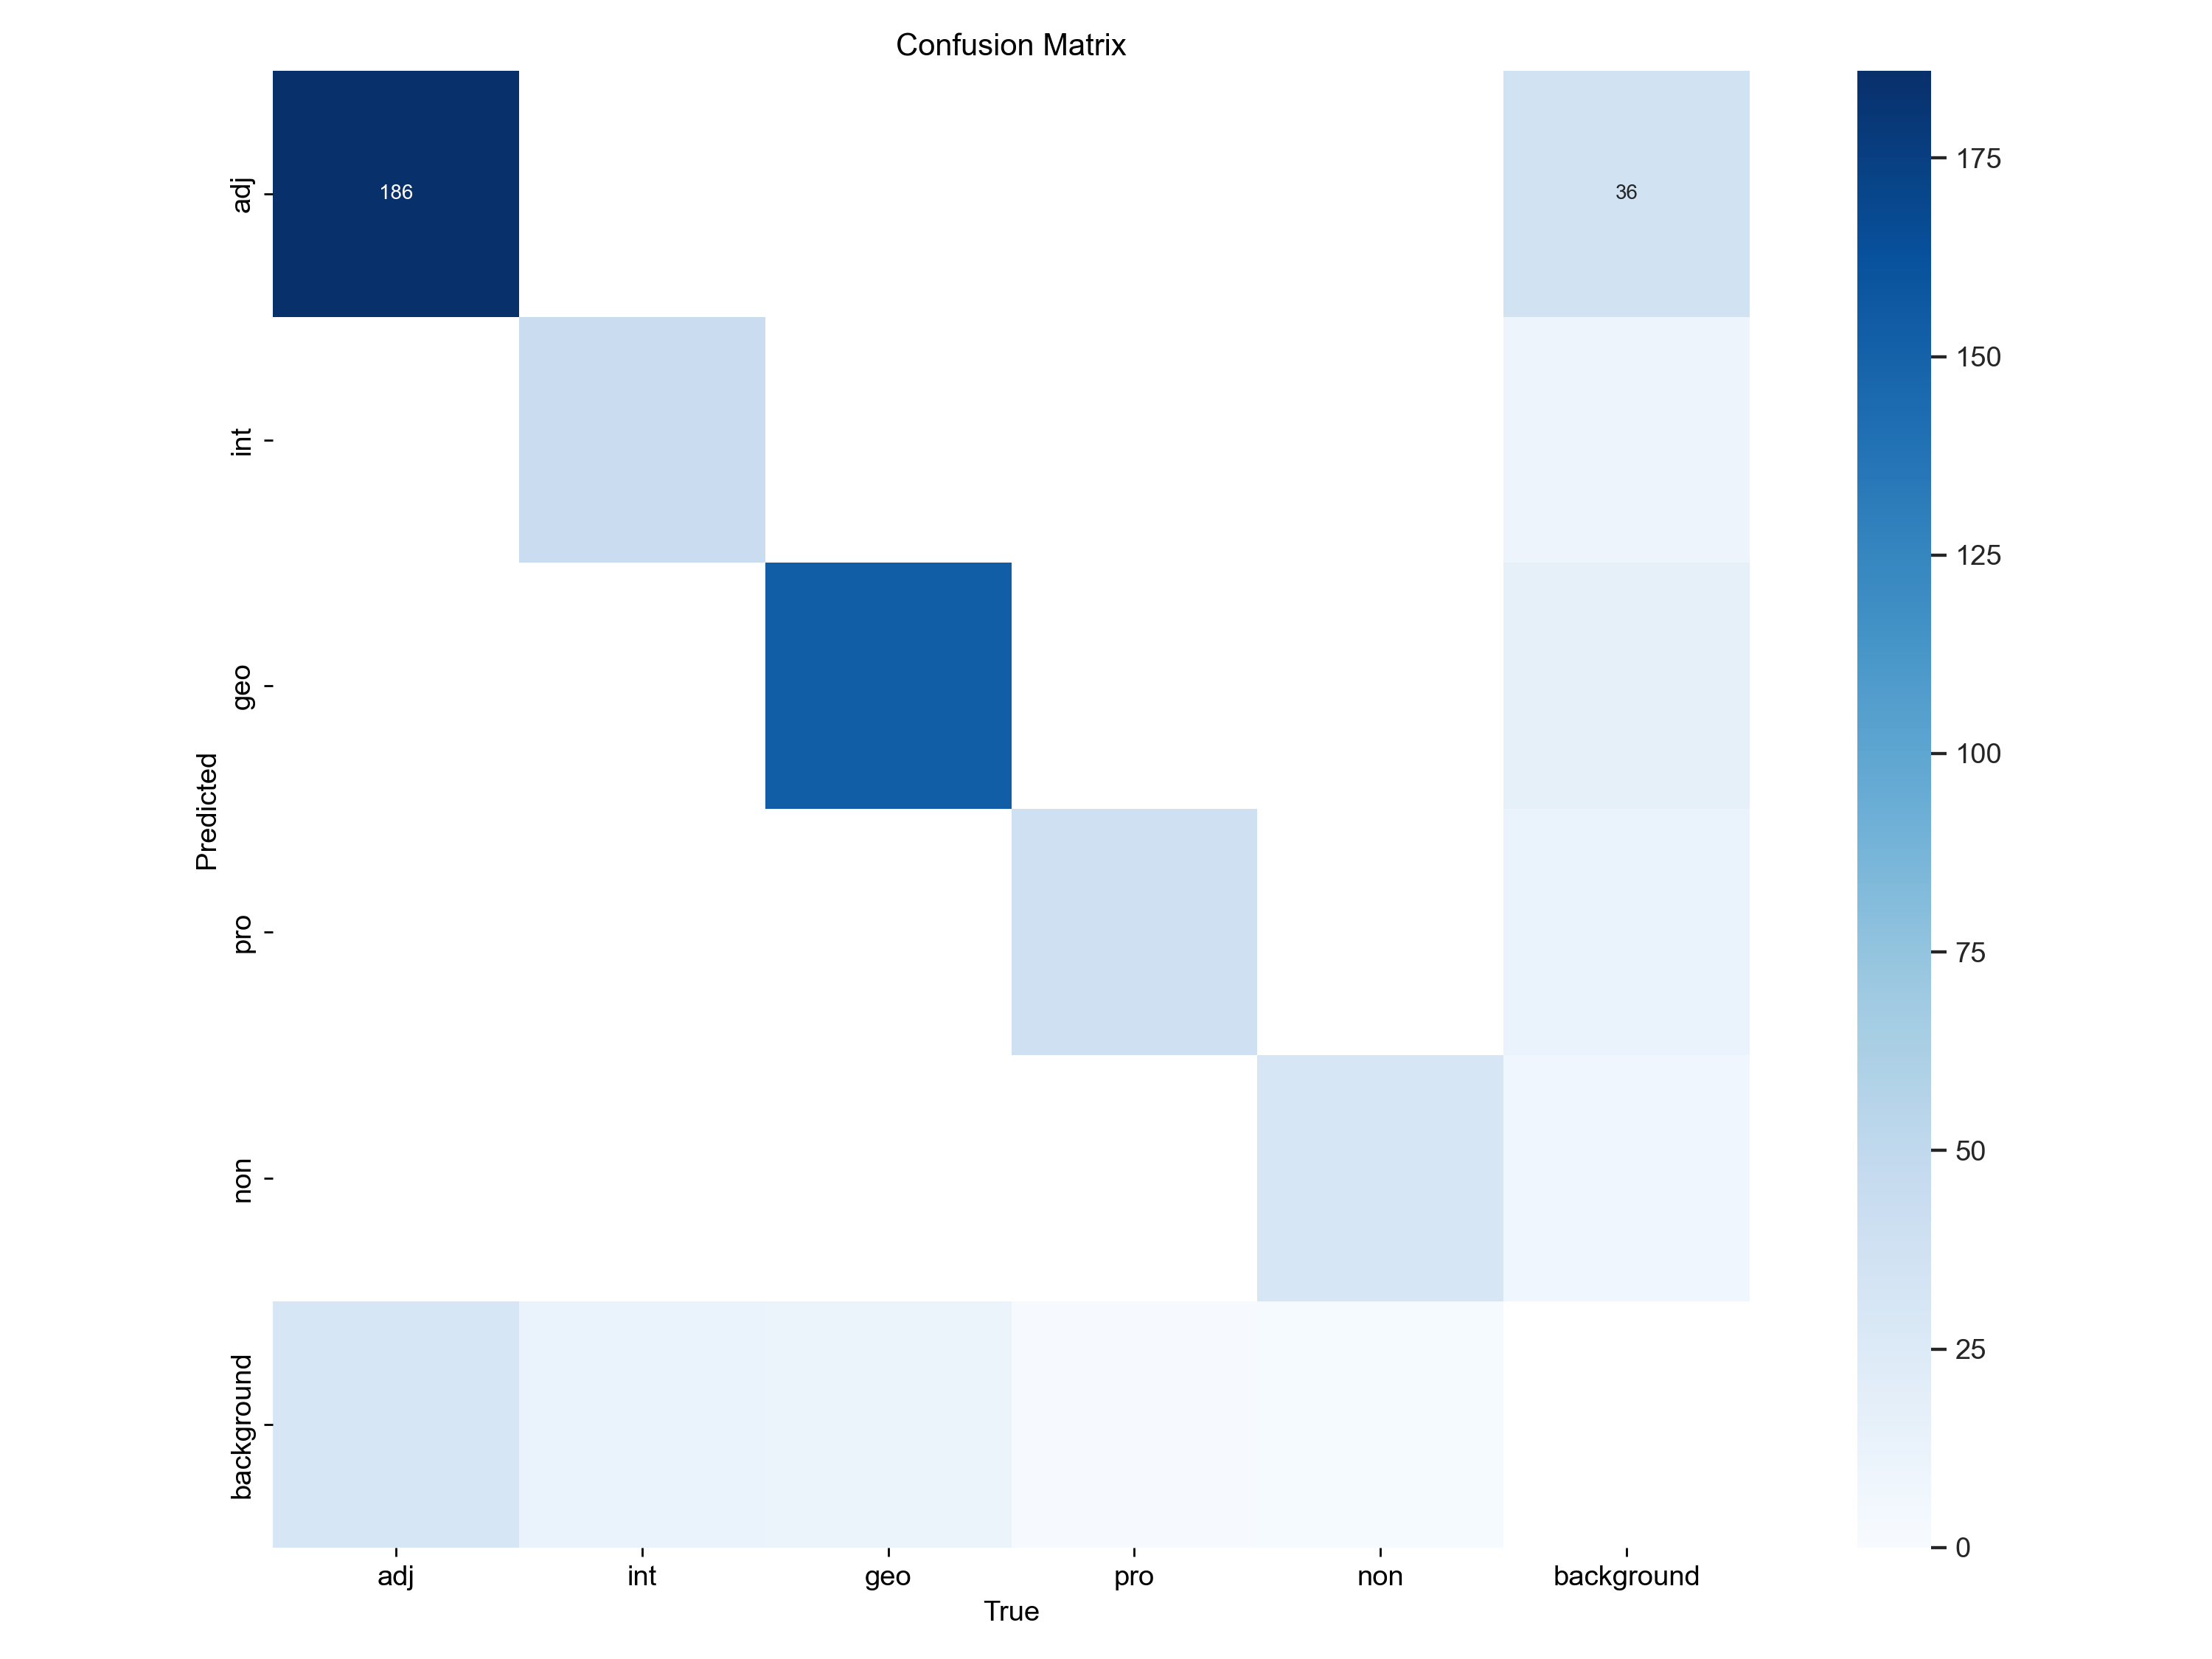 Confusion Matrix
adj
186
36
int
geo
pro
non
background
Predicted
adj int geo pro non background
True
175
150
125
100
75
50
25
0